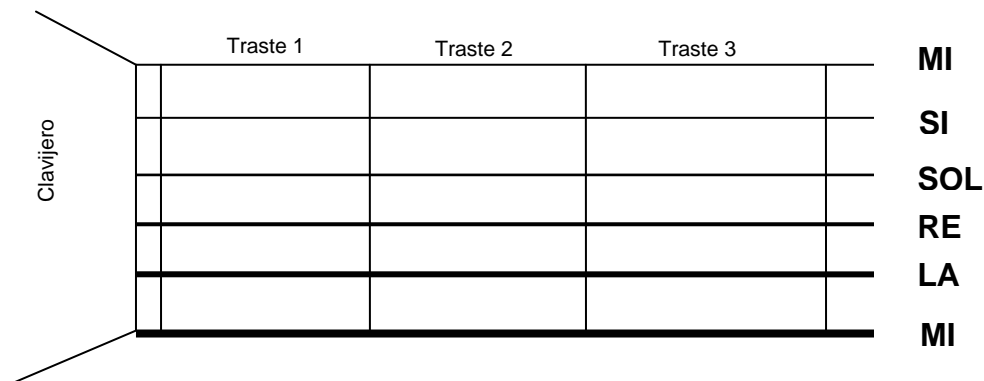 Traste 1 Traste 2 Traste 3
MI
SI
Clavijero
SOL
RE
LA
MI